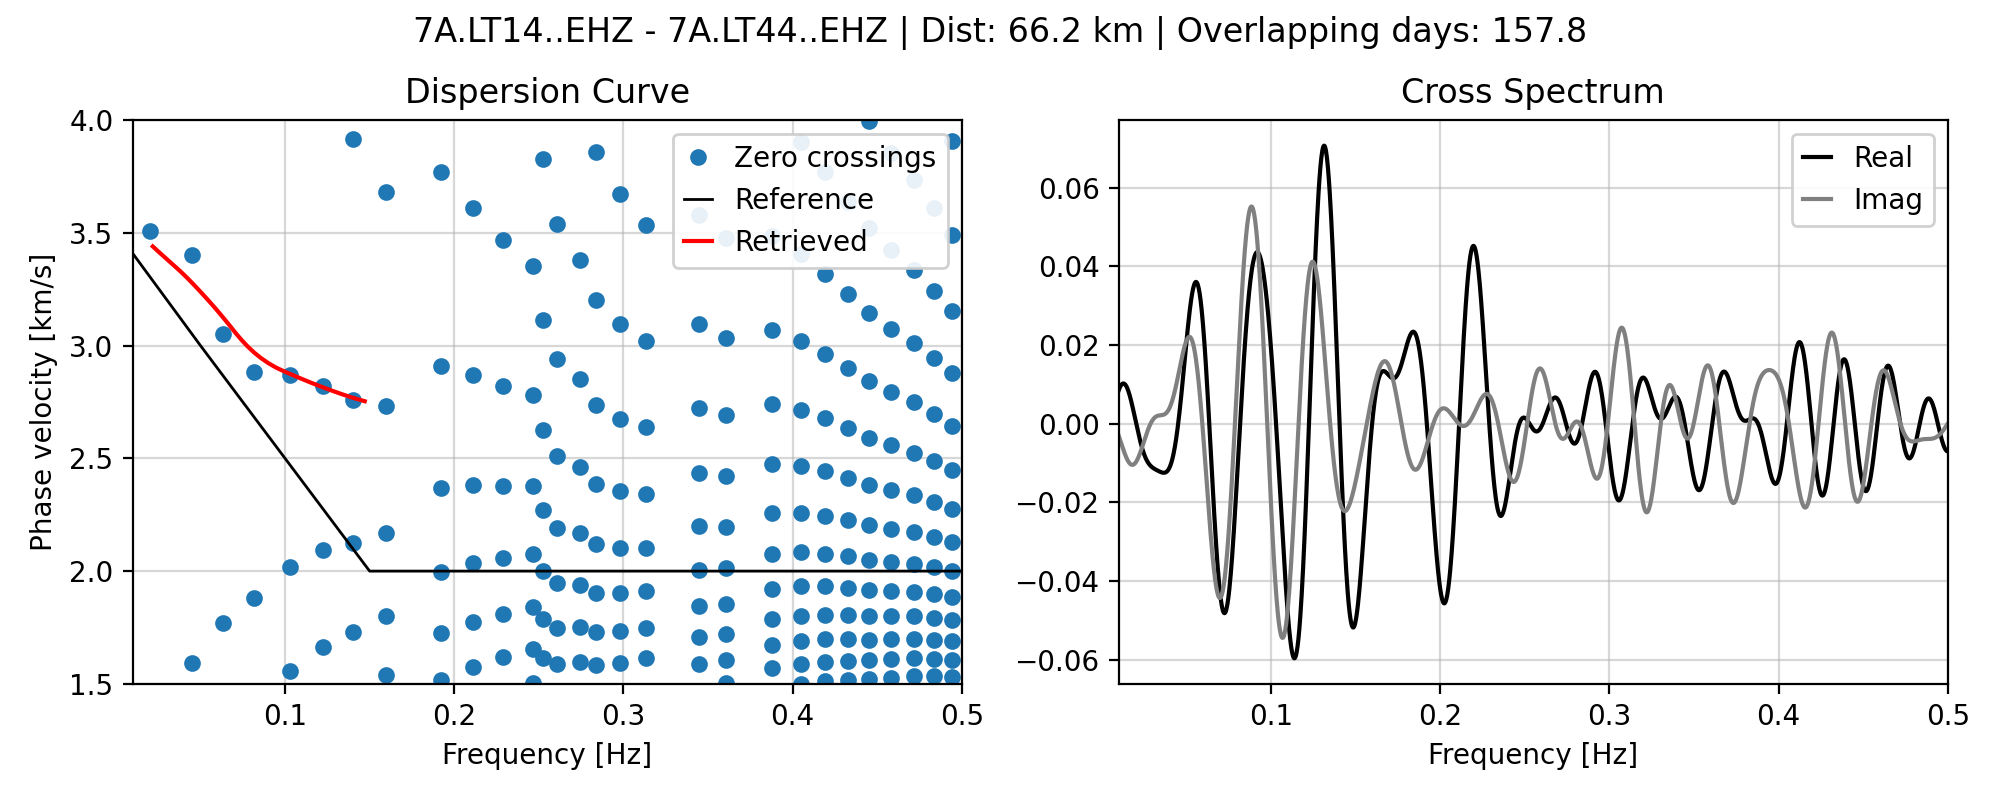 7A.LT14..EHZ - 7A.LT44..EHZ | Dist: 66.2 km | Overlapping days: 157.8
Dispersion Curve
4.0
3.5
3.0
2.5
2.0
1.5
Phase velocity [km/s]
Zero crossings
Reference
Retrieved
0.1 0.2 0.3 0.4 0.5
Frequency [Hz]
Cross Spectrum
0.06
0.04
0.02
0.00
−0.02
−0.04
−0.06
Real
Imag
0.1 0.2 0.3 0.4 0.5
Frequency [Hz]